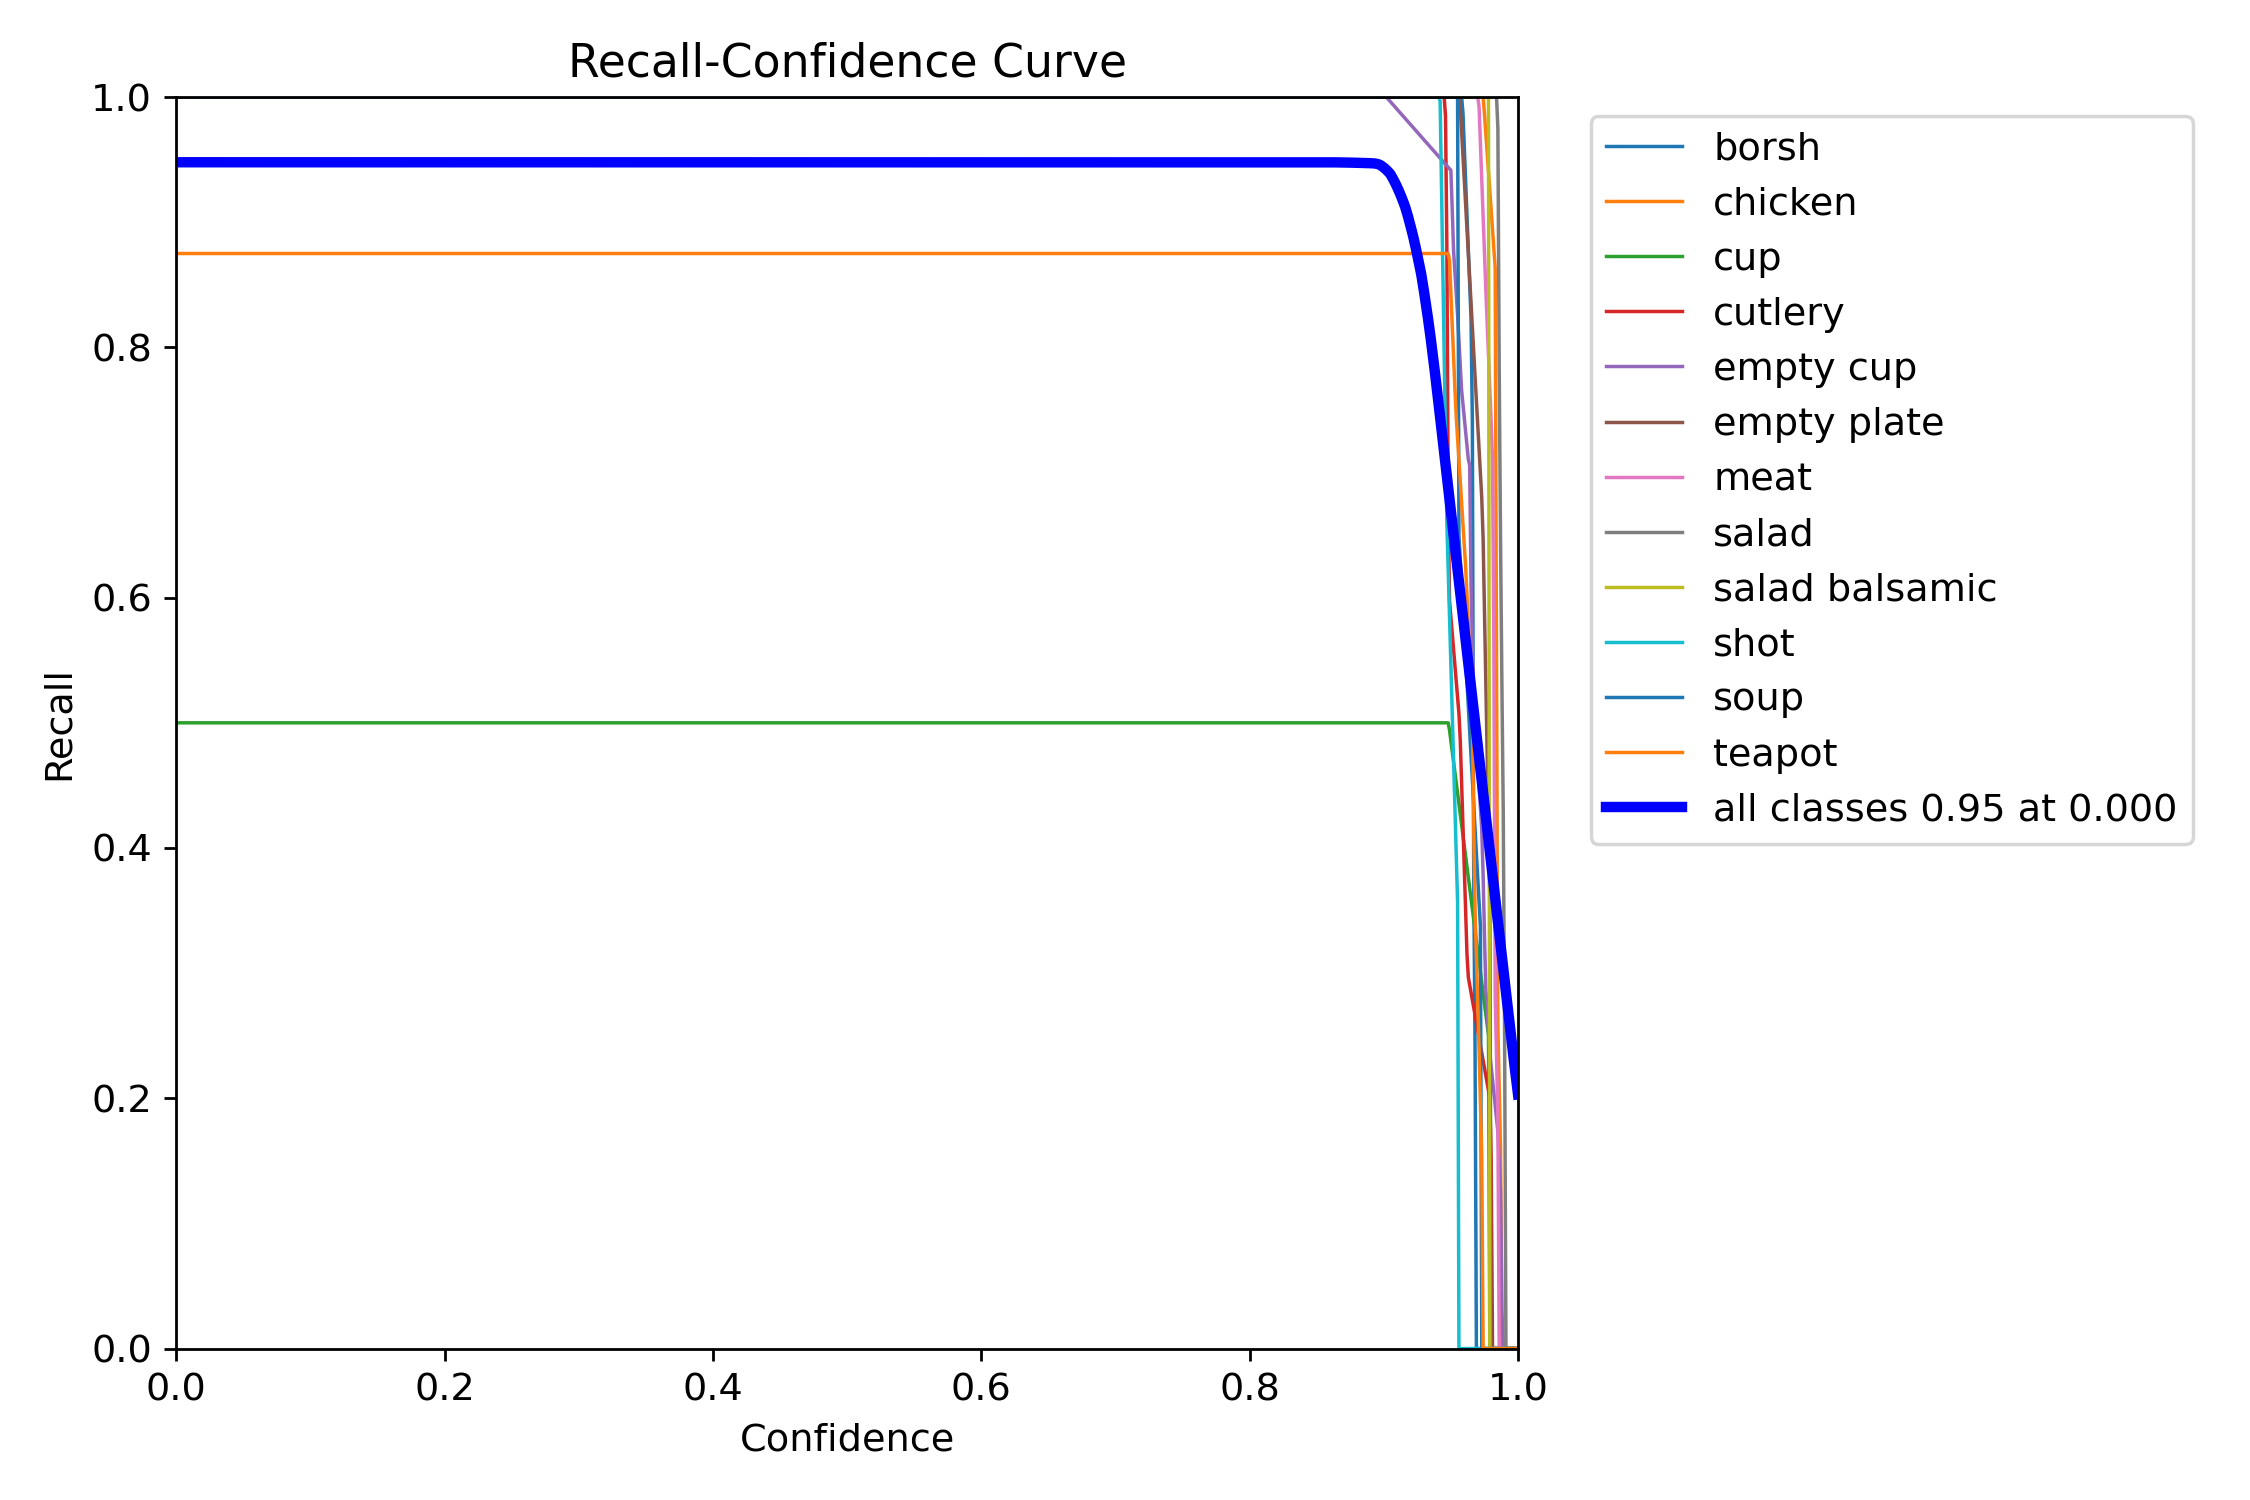 Recall-Confidence Curve
1.0
0.8
0.6
0.4
0.2
0.0
Recall
0.0 0.2 0.4 0.6 0.8 1.0
Confidence
borsh
chicken
cup
cutlery
empty cup
empty plate
meat
salad
salad balsamic
shot
soup
teapot
all classes 0.95 at 0.000